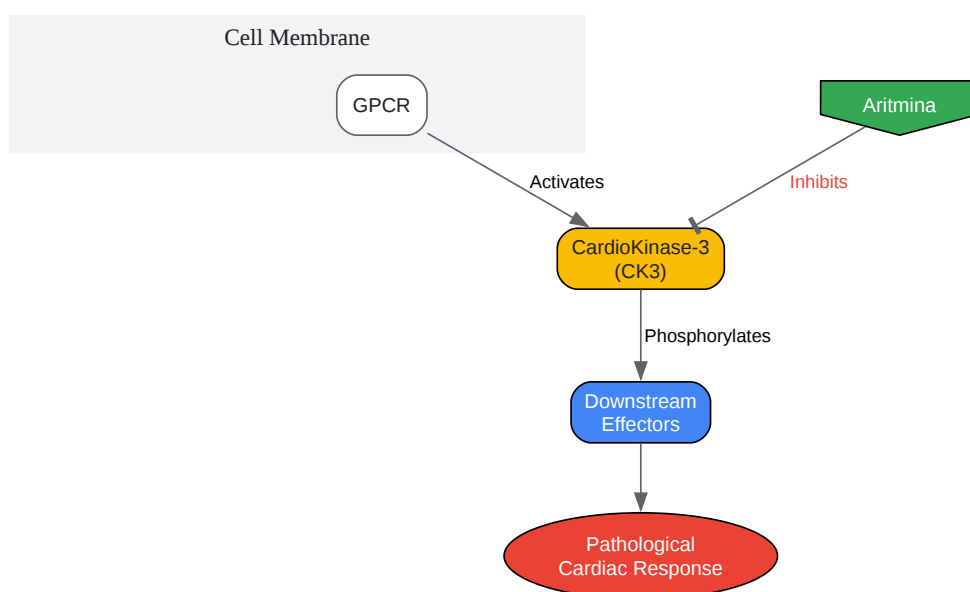 Cell Membrane
GPCR
Aritmina
Activates
Inhibits
CardioKinase-3
(CK3)
Phosphorylates
Downstream
Effectors
Pathological
Cardiac Response